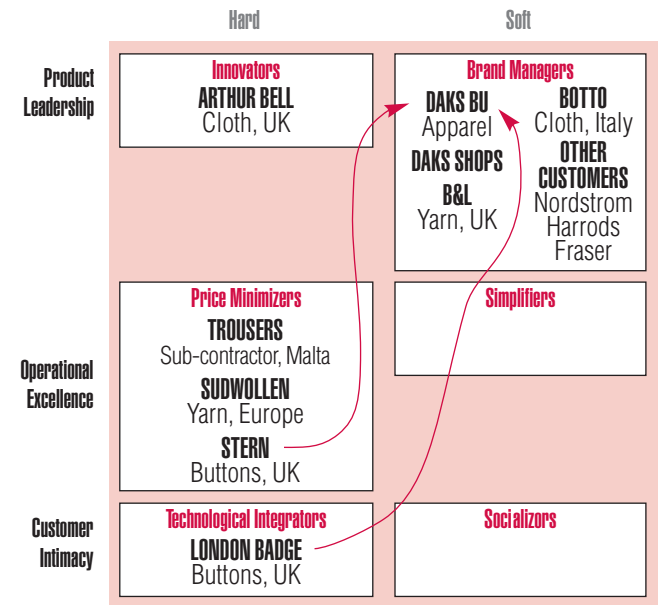 Hard
Soft
Product
Leadership
Innovators
ARTHUR BELL
Cloth, UK
Brand Managers
DAKS BU
Apparel
DAKS SHOPS
B&L
Yarn, UK
BOTTO
Cloth, Italy
OTHER
CUSTOMERS
Nordstrom
Harrods
Fraser
Operational
Excellence
Price Minimizers
TROUSERS
Sub-contractor, Malta
SUDWOLLEN
Yarn, Europe
STERN
Buttons, UK
Simplifiers
Customer
Intimacy
Technological Integrators
LONDON BADGE
Buttons, UK
Socializors